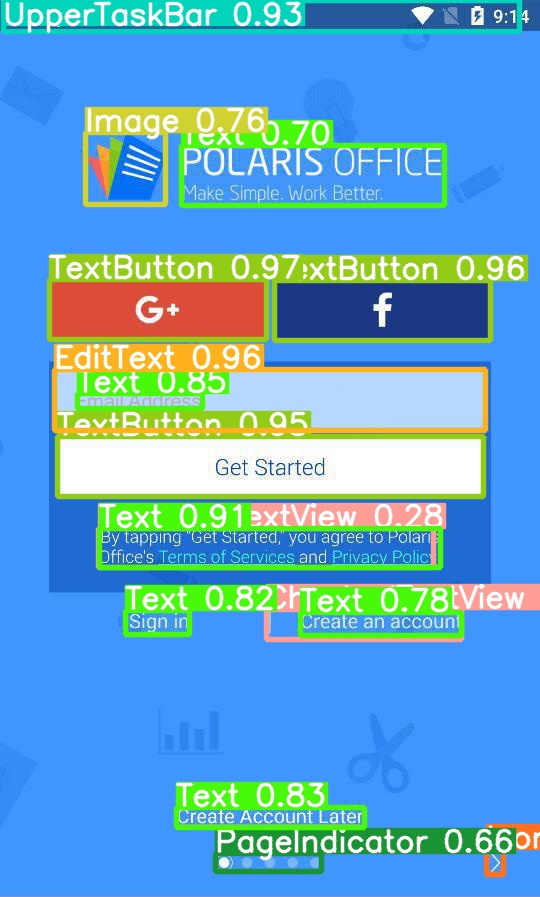 UpperTaskBar 0.93
9:14
Image 0.76
Text 0.70
POLARIS OFFICE
Make Simple. Work Better.
TextButton 0.97
extButton 0.96
G+
f
EditText 0.96
Text 0.85
Email Address
TextButton 0.95
Get Started
Text 0.91
extView 0.28
By tapping "Get Started," you agree to Polaris
Office's Terms of Services and Privacy Policy
Text 0.82
Text 0.78
tView
Sign in
Create an account
Text 0.83
Create Account Later
PageIndicator 0.66